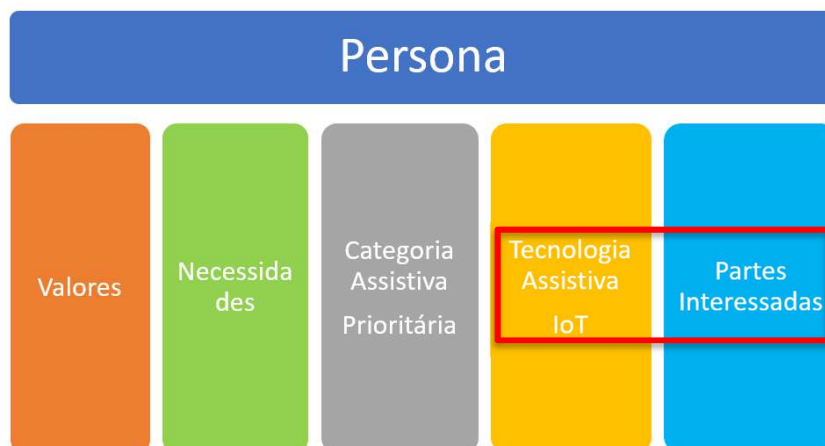 Persona
Valores
Necessida
des
Categoria
Assistiva
Prioritária
Tecnologia
Assistiva
IoT
Partes
Interessadas